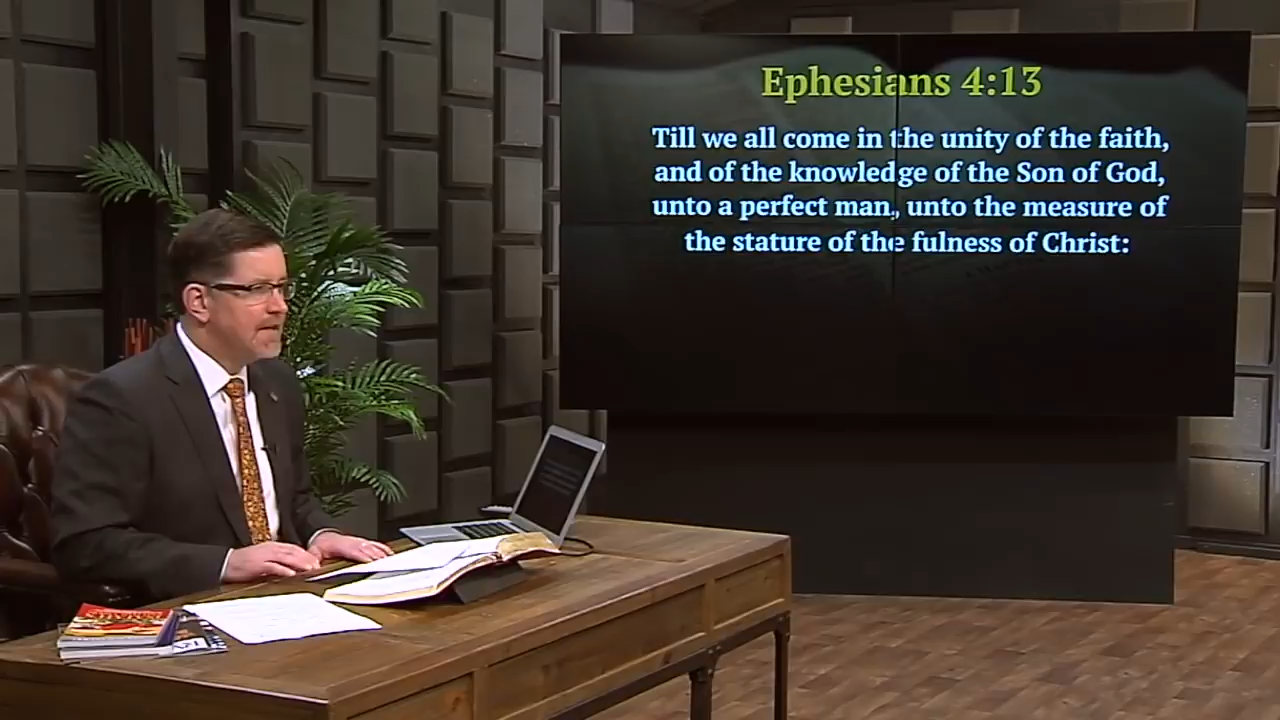 Ephesians 4:13
Till we all come in the unity of the faith,
and of the knowledge of the Son of God,
unto a perfect man, unto the measure of
the stature of the fulness of Christ: